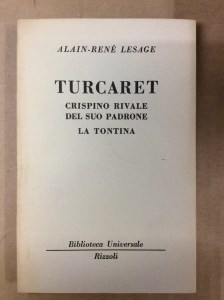 ALAIN-RENÉ LESAGE
TURCARET
CRISPINO RIVALE
DEL SUO PADRONE
LA TONTINA
Biblioteca Universale
Rizzoli